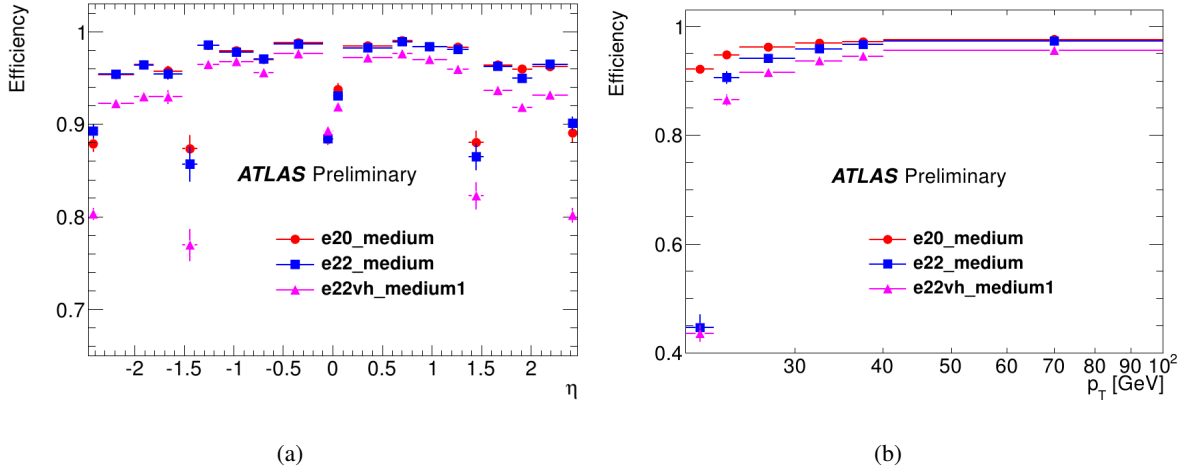 Efficiency
1
0.9
0.8
0.7
ATLAS Preliminary
e20_medium
e22_medium
e22vh_medium1
-2 -1.5 -1 -0.5 0 0.5 1 1.5 2
η
(a)
Efficiency
1
0.8
0.6
0.4
ATLAS Preliminary
e20_medium
e22_medium
e22vh_medium1
30 40 50 60 70 80 90 10²
p_T [GeV]
(b)